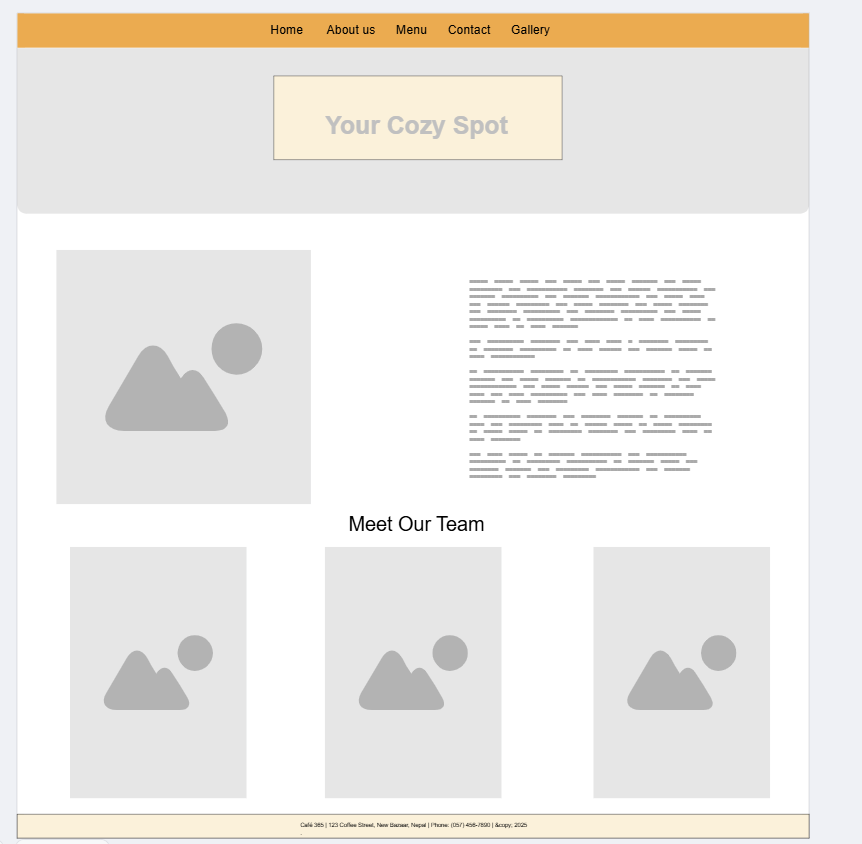 Home About us Menu Contact Gallery
Your Cozy Spot
Meet Our Team
Café 365 | 123 Coffee Street, New Bazaar, Nepal | Phone: (057) 456-7890 | &copy; 2025